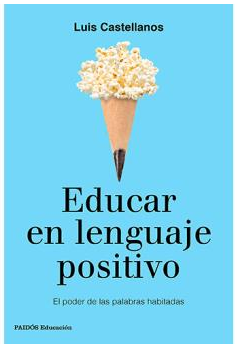 Luis Castellanos
Educar
en lenguaje
positivo
El poder de las palabras habitadas
PAIDÓS Educación